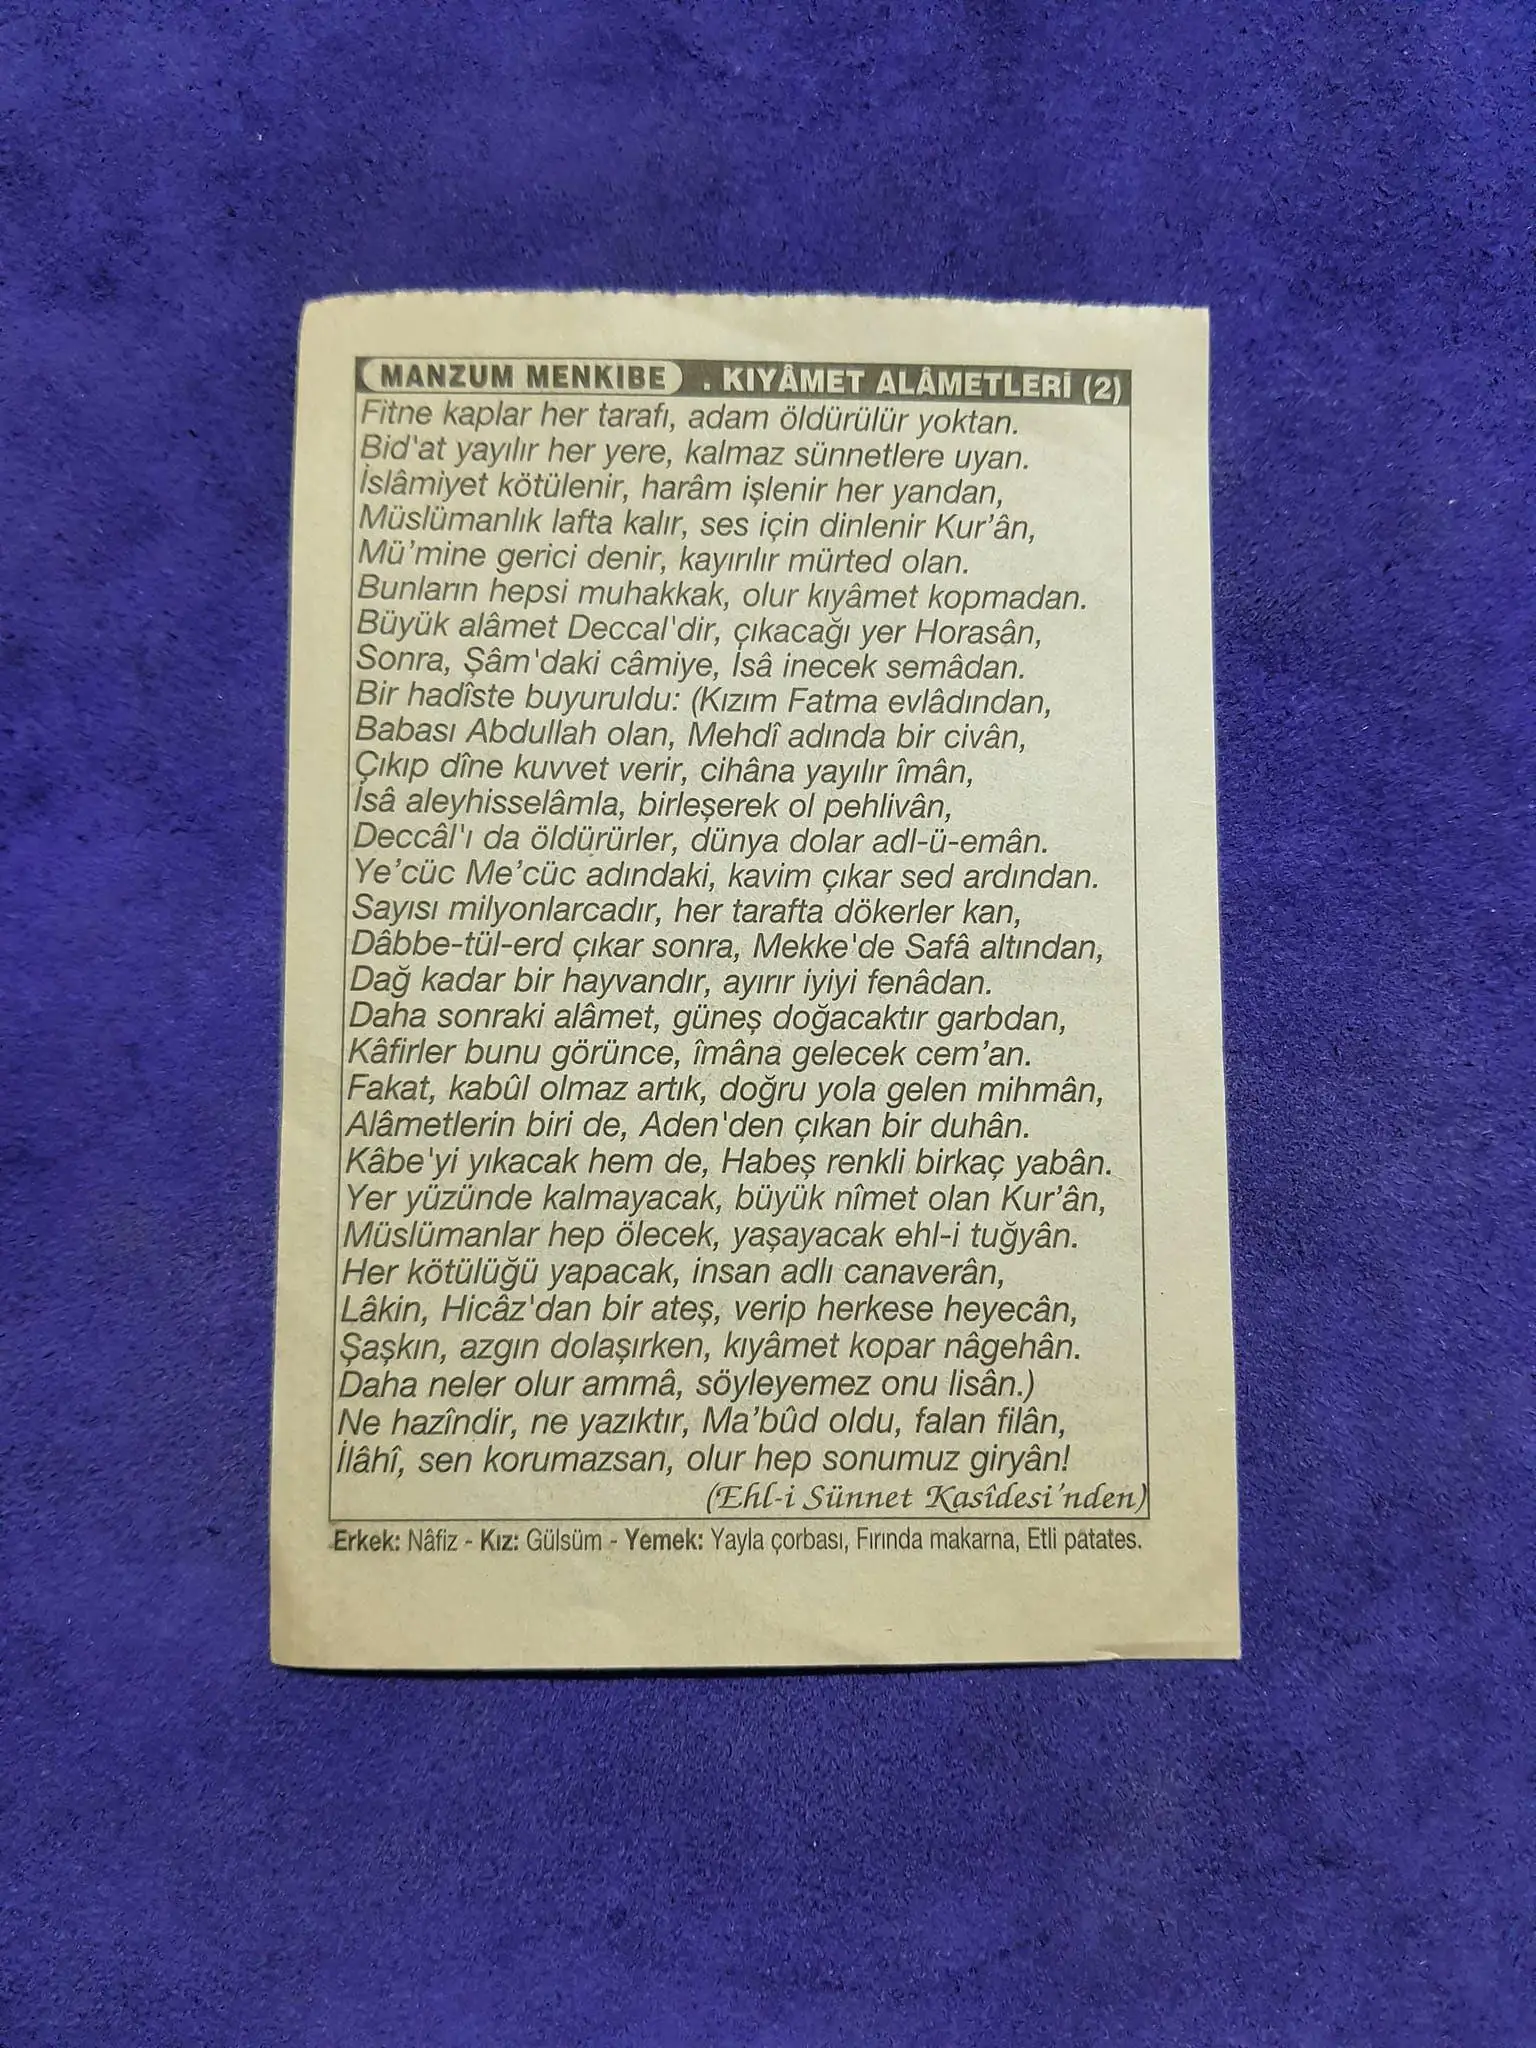 MANZUM MENKIBE . KIYÂMET ALÂMETLERİ (2)
Fitne kaplar her tarafı, adam öldürülür yoktan.
Bid'at yayılır her yere, kalmaz sünnetlere uyan.
İslâmiyet kötülenir, harâm işlenir her yandan,
Müslümanlık lafta kalır, ses için dinlenir Kur'ân,
Mü'mine gerici denir, kayırılır mürted olan.
Bunların hepsi muhakkak, olur kıyâmet kopmadan.
Büyük alâmet Deccal'dir, çıkacağı yer Horasân,
Sonra, Şâm'daki câmiye, İsâ inecek semâdan.
Bir hadîste buyuruldu: (Kızım Fatma evlâdından,
Babası Abdullah olan, Mehdî adında bir civân,
Çıkıp dîne kuvvet verir, cihâna yayılır îmân,
İsâ aleyhisselâmla, birleşerek ol pehlivân,
Deccâl'ı da öldürürler, dünya dolar adl-ü-emân.
Ye'cüc Me'cüc adındaki, kavim çıkar sed ardından.
Sayısı milyonlarcadır, her tarafta dökerler kan,
Dâbbe-tül-erd çıkar sonra, Mekke'de Safâ altından,
Dağ kadar bir hayvandır, ayırır iyiyi fenâdan.
Daha sonraki alâmet, güneş doğacaktır garbdan,
Kâfirler bunu görünce, îmâna gelecek cem'an.
Fakat, kabûl olmaz artık, doğru yola gelen mihmân,
Alâmetlerin biri de, Aden'den çıkan bir duhân.
Kâbe'yi yıkacak hem de, Habeş renkli birkaç yabân.
Yer yüzünde kalmayacak, büyük nîmet olan Kur'ân,
Müslümanlar hep ölecek, yaşayacak ehl-i tuğyân.
Her kötülüğü yapacak, insan adlı canaverân,
Lâkin, Hicâz'dan bir ateş, verip herkese heyecân,
Şaşkın, azgın dolaşırken, kıyâmet kopar nâgehân.
Daha neler olur ammâ, söyleyemez onu lisân.)
Ne hazîndir, ne yazıktır, Ma'bûd oldu, falan filân,
İlâhî, sen korumazsan, olur hep sonumuz giryân!
(Ehl-i Sünnet Kasîdesi'nden)
Erkek: Nâfiz - Kız: Gülsüm - Yemek: Yayla çorbası, Fırında makarna, Etli patates.